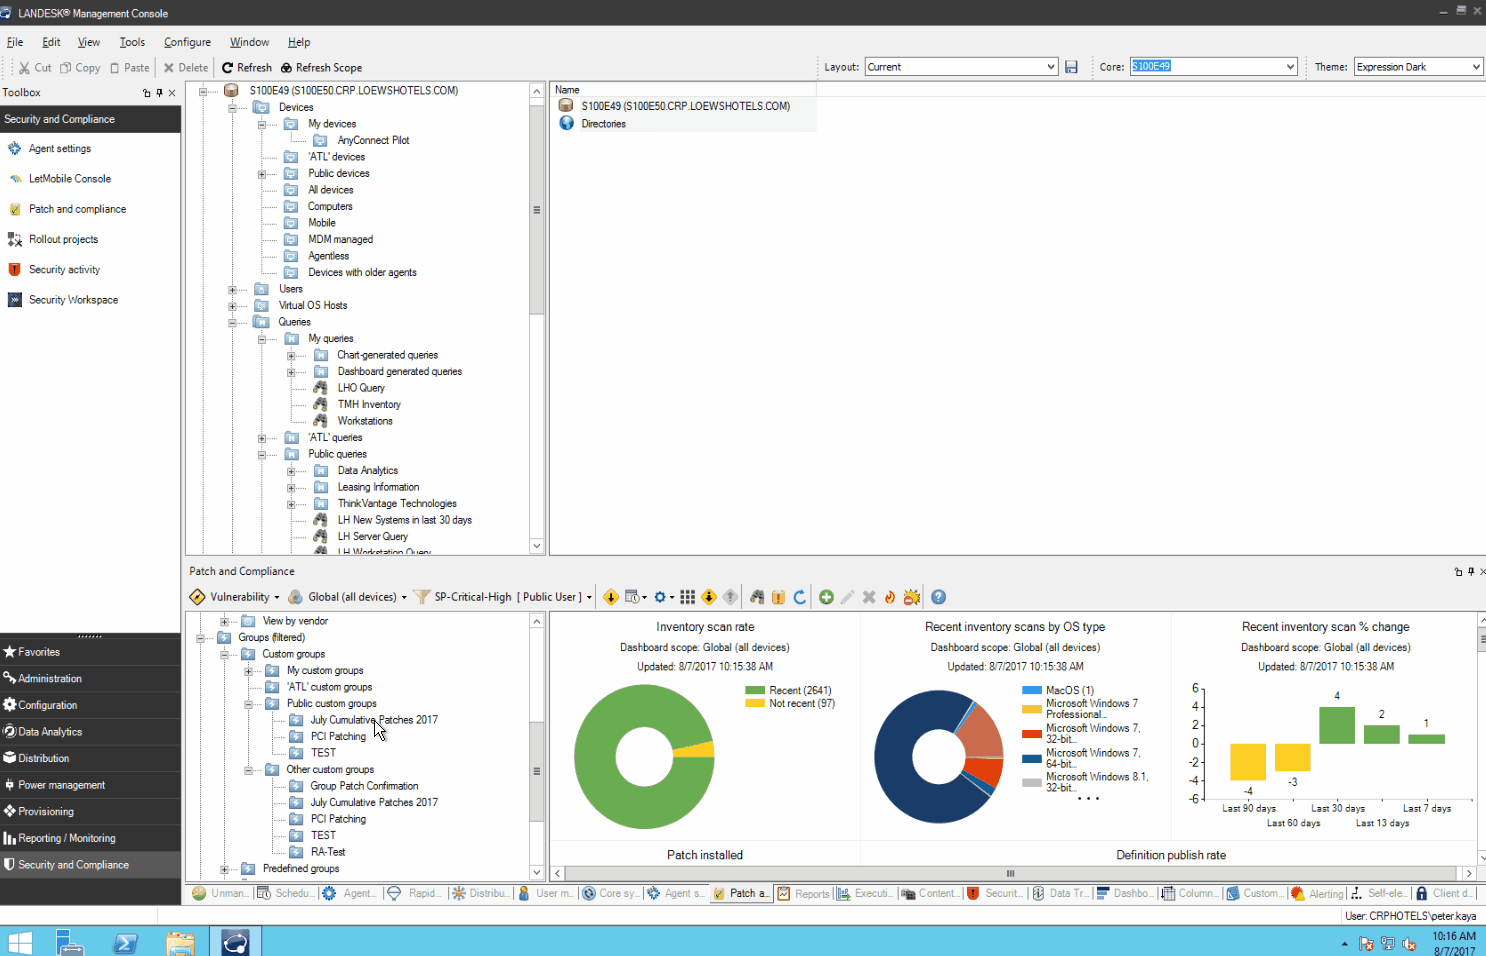 LANDESK® Management Console
File Edit View Tools Configure Window Help
Cut Copy Paste Delete Refresh Refresh Scope Layout: Current Core: S100E49 Theme: Expression Dark
Toolbox
Security and Compliance
Agent settings
LetMobile Console
Patch and compliance
Rollout projects
Security activity
Security Workspace
Favorites
Administration
Configuration
Data Analytics
Distribution
Power management
Provisioning
Reporting / Monitoring
Security and Compliance
S100E49 (S100E50.CRP.LOEWSHOTELS.COM)
Devices
My devices
AnyConnect Pilot
'ATL' devices
Public devices
All devices
Computers
Mobile
MDM managed
Agentless
Devices with older agents
Users
Virtual OS Hosts
Queries
My queries
Chart-generated queries
Dashboard generated queries
LHO Query
TMH Inventory
Workstations
'ATL' queries
Public queries
Data Analytics
Leasing Information
ThinkVantage Technologies
LH New Systems in last 30 days
LH Server Query
LH Workstation Query
Name
S100E49 (S100E50.CRP.LOEWSHOTELS.COM)
Directories
Patch and Compliance
Vulnerability Global (all devices) SP-Critical-High [ Public User ]
View by vendor
Groups (filtered)
Custom groups
My custom groups
'ATL' custom groups
Public custom groups
July Cumulative Patches 2017
PCI Patching
TEST
Other custom groups
Group Patch Confirmation
July Cumulative Patches 2017
PCI Patching
TEST
RA-Test
Predefined groups
Inventory scan rate
Dashboard scope: Global (all devices)
Updated: 8/7/2017 10:15:38 AM
Recent (2641)
Not recent (97)
Recent inventory scans by OS type
Dashboard scope: Global (all devices)
Updated: 8/7/2017 10:15:38 AM
MacOS (1)
Microsoft Windows 7
Professional...
Microsoft Windows 7,
32-bit...
Microsoft Windows 7,
64-bit...
Microsoft Windows 8.1,
32-bit...
• • •
Recent inventory scan % change
Dashboard scope: Global (all devices)
Updated: 8/7/2017 10:15:38 AM
6
4
2
0
-2
-4
-6
-4
-3
4
2
1
Last 90 days Last 30 days Last 7 days
Last 60 days Last 13 days
Patch installed
Definition publish rate
Unman... Schedu... Agent... Rapid... Distribu... User m... Core sy... Agent s... Patch a... Reports Executi... Content... Securit... Data Tr... Dashbo... Column... Custom... Alerting Self-ele... Client d...
User: CRPHOTELS\peter.kaya
10:16 AM
8/7/2017